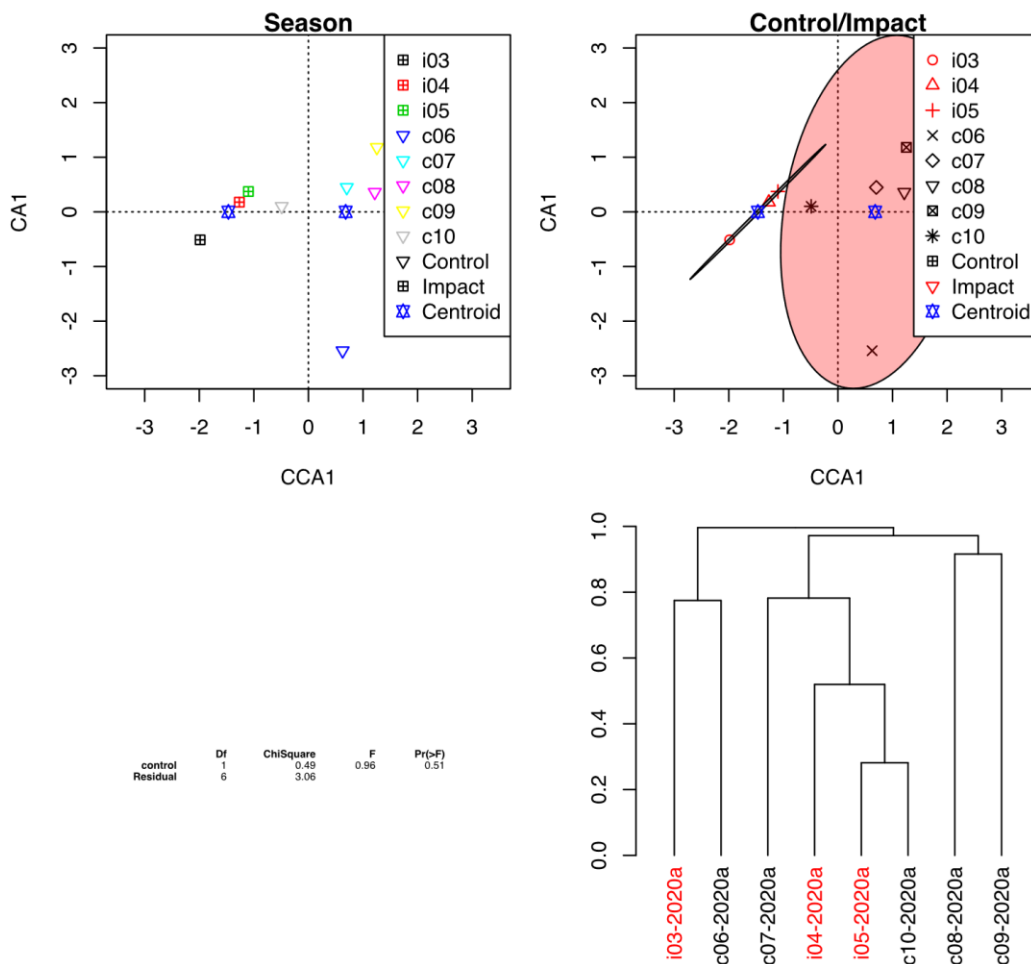 Season
3
2
1
0
-1
-2
-3
CA1
-3 -2 -1 0 1 2 3
CCA1
i03
i04
i05
c06
c07
c08
c09
c10
Control
Impact
Centroid
Control/Impact
3
2
1
0
-1
-2
-3
CA1
-3 -2 -1 0 1 2 3
CCA1
i03
i04
i05
c06
c07
c08
c09
c10
Control
Impact
Centroid
Df ChiSquare F Pr(>F)
control 1 0.49 0.96 0.51
Residual 6 3.06
1.0
0.8
0.6
0.4
0.2
0.0
i03-2020a
c06-2020a
c07-2020a
i04-2020a
i05-2020a
c10-2020a
c08-2020a
c09-2020a